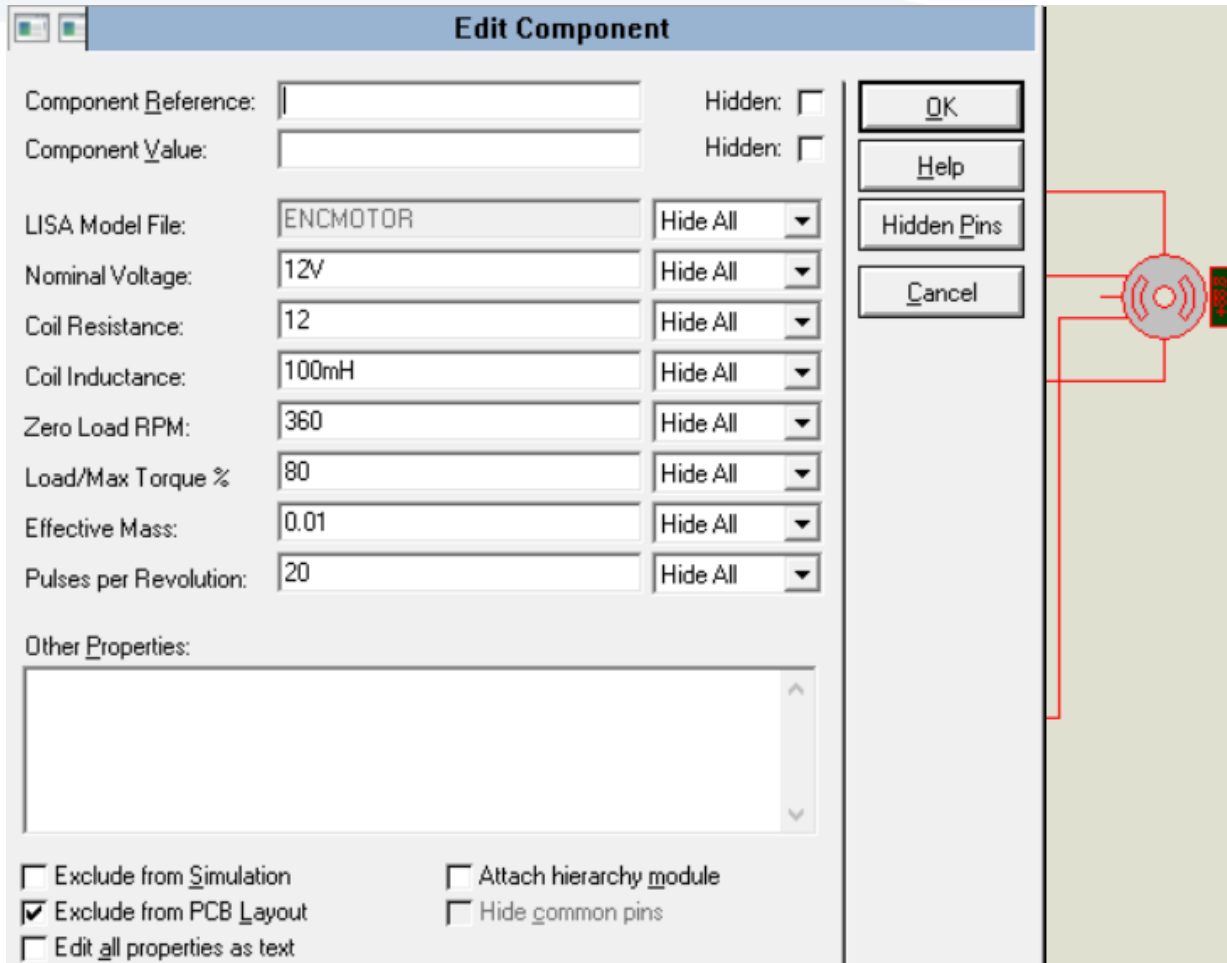 Edit Component
Component Reference:
Hidden:
OK
Component Value:
Hidden:
Help
LISA Model File:
ENCMOTOR
Hide All
Hidden Pins
Nominal Voltage:
12V
Hide All
Cancel
Coil Resistance:
12
Hide All
Coil Inductance:
100mH
Hide All
Zero Load RPM:
360
Hide All
Load/Max Torque %
80
Hide All
Effective Mass:
0.01
Hide All
Pulses per Revolution:
20
Hide All
Other Properties:
Exclude from Simulation
Attach hierarchy module
Exclude from PCB Layout
Hide common pins
Edit all properties as text